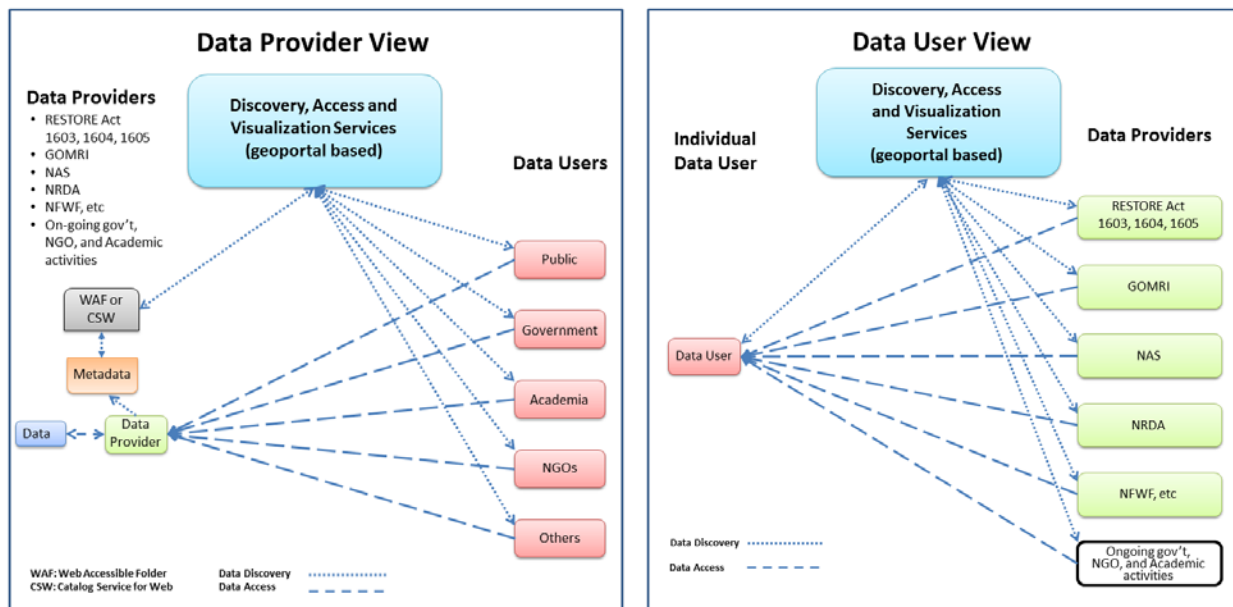 Data Provider View
Data Providers
• RESTORE Act
1603, 1604, 1605
• GOMRI
• NAS
• NRDA
• NFWF, etc
• On-going gov't,
NGO, and Academic
activities
Discovery, Access and
Visualization Services
(geoportal based)
Data Users
WAF or
CSW
Metadata
Data
Data
Provider
Public
Government
Academia
NGOs
Others
WAF: Web Accessible Folder
CSW: Catalog Service for Web
Data Discovery
Data Access
Data User View
Individual
Data User
Discovery, Access
and Visualization
Services
(geoportal based)
Data Providers
Data User
RESTORE Act
1603, 1604, 1605
GOMRI
NAS
NRDA
NFWF, etc
Ongoing gov't,
NGO, and Academic
activities
Data Discovery
Data Access